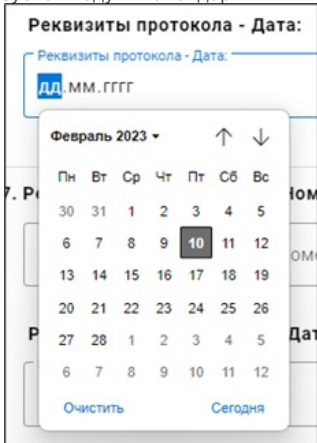 Реквизиты протокола - Дата:
Реквизиты протокола - Дата:
дд.мм.гггг
Февраль 2023
Пн Вт Ср Чт Пт Сб Вс
30 31 1 2 3 4 5
6 7 8 9 10 11 12
13 14 15 16 17 18 19
20 21 22 23 24 25 26
27 28 1 2 3 4 5
6 7 8 9 10 11 12
Очистить Сегодня